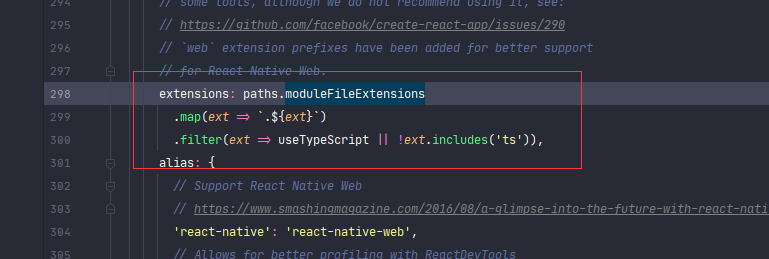 294 // some tools, although we do not recommend using it, see:
295 // https://github.com/facebook/create-react-app/issues/290
296 // `web` extension prefixes have been added for better support
297 // for React Native Web.
298 extensions: paths.moduleFileExtensions
299 .map(ext => `.${ext}`)
300 .filter(ext => useTypeScript || !ext.includes('ts')),
301 alias: {
302 // Support React Native Web
303 // https://www.smashingmagazine.com/2016/08/a-glimpse-into-the-future-with-react-nati
304 'react-native': 'react-native-web',
305 // Allows for better profiling with ReactDevTools